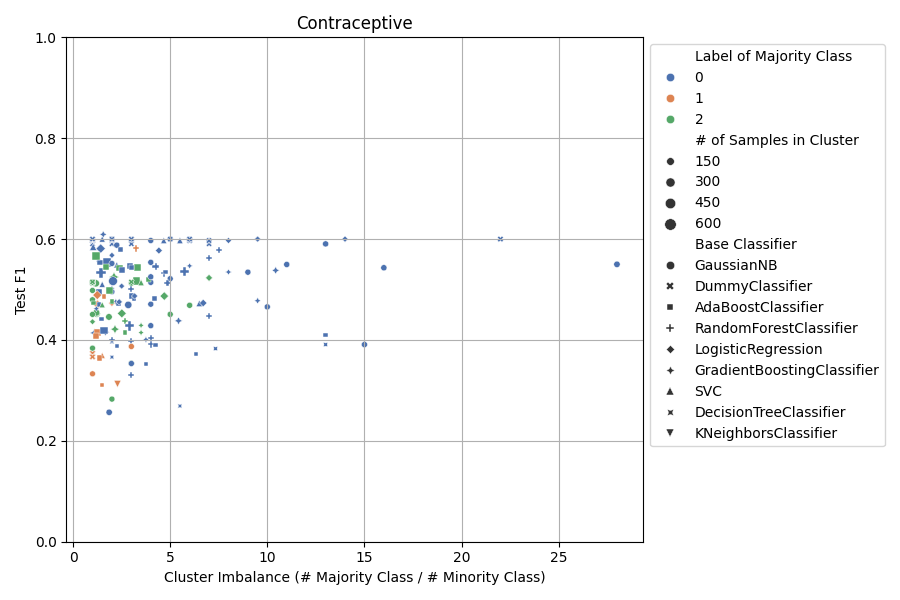 Contraceptive
1.0
0.8
0.6
0.4
0.2
0.0
Test F1
0 5 10 15 20 25
Cluster Imbalance (# Majority Class / # Minority Class)
Label of Majority Class
0
1
2
# of Samples in Cluster
150
300
450
600
Base Classifier
GaussianNB
DummyClassifier
AdaBoostClassifier
RandomForestClassifier
LogisticRegression
GradientBoostingClassifier
SVC
DecisionTreeClassifier
KNeighborsClassifier